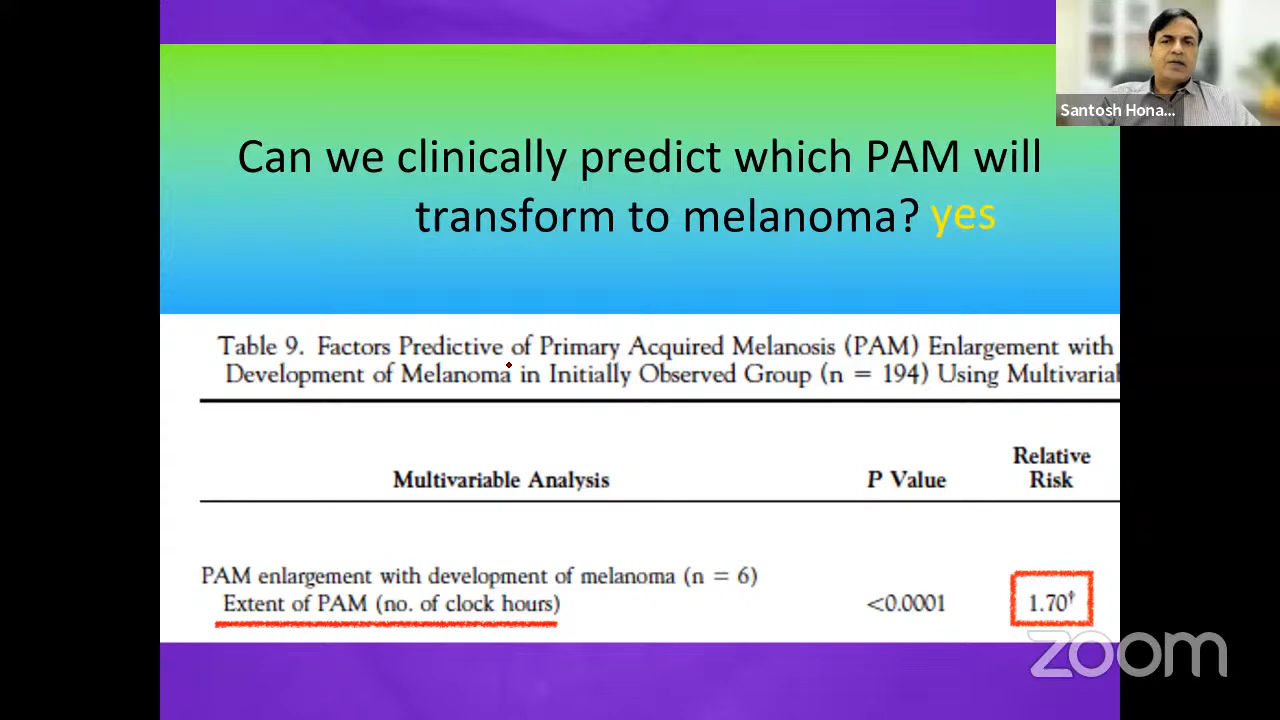 Santosh Hona...
Can we clinically predict which PAM will
transform to melanoma? yes
Table 9. Factors Predictive of Primary Acquired Melanosis (PAM) Enlargement with
Development of Melanoma in Initially Observed Group (n = 194) Using
Relative
Multivariable Analysis P Value Risk
PAM enlargement with development of melanoma (n = 6)
Extent of PAM (no. of clock hours) <0.0001 1.70†
zoom